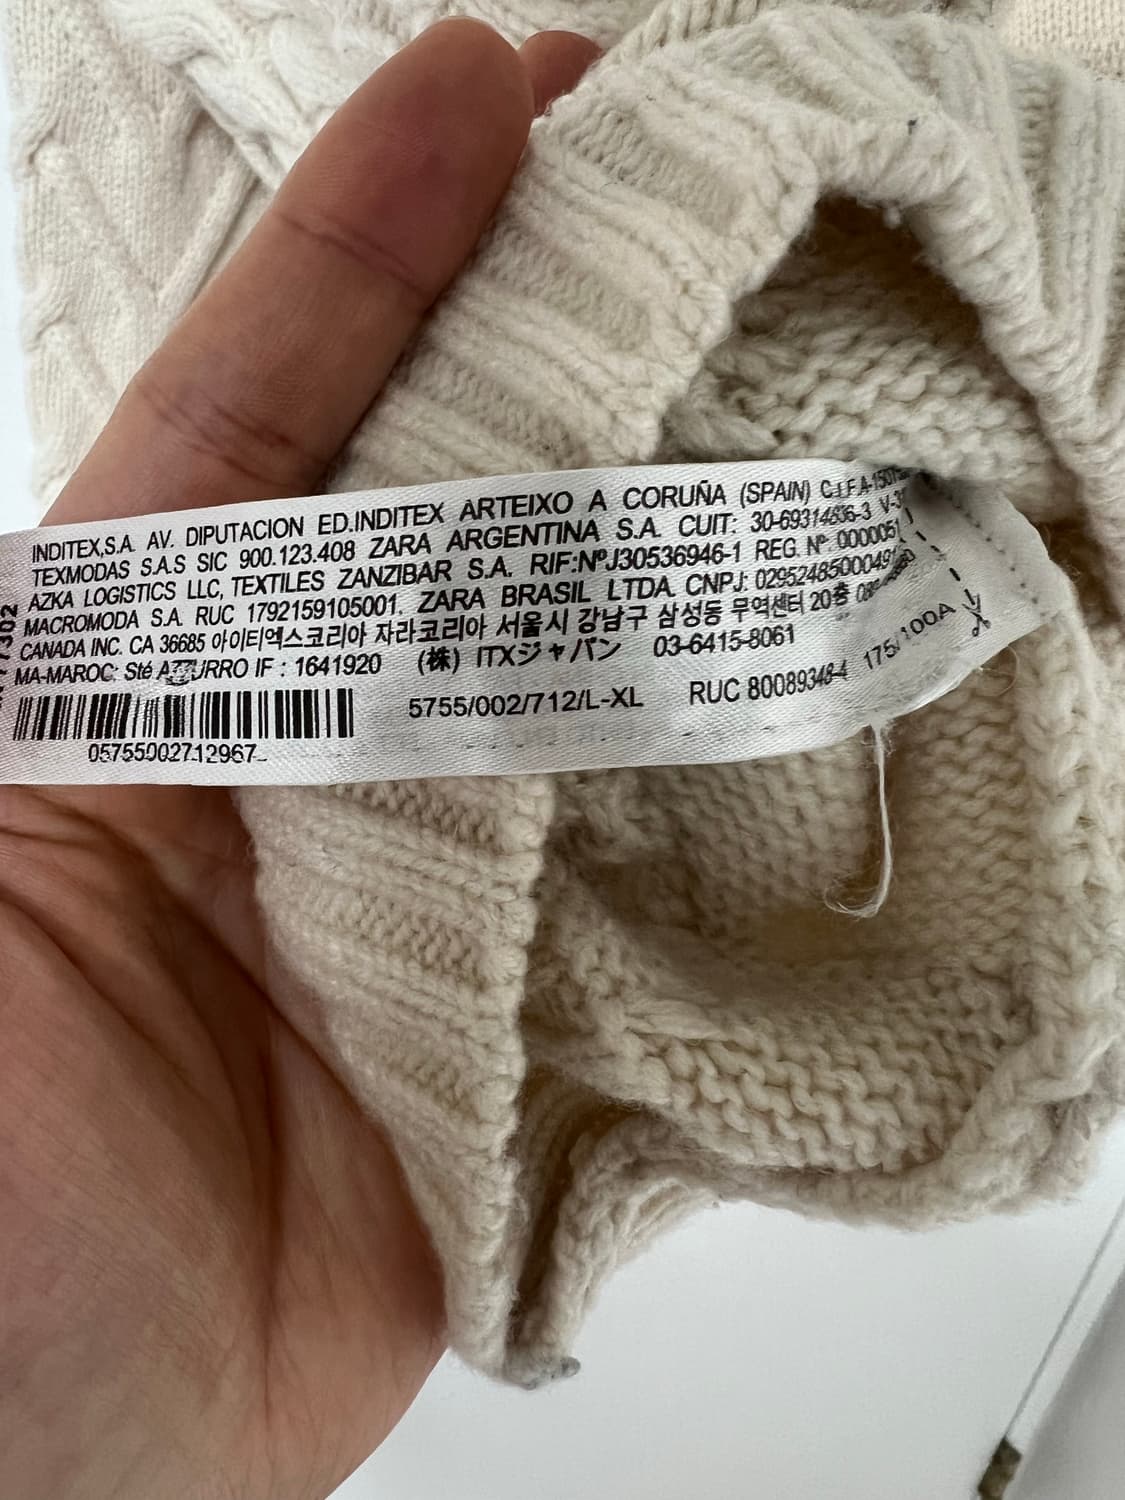 INDITEX,S.A. AV. DIPUTACION ED.INDITEX ARTEIXO A CORUÑA (SPAIN) C.I.F.
TEXMODAS S.A.S SIC 900.123.408 ZARA ARGENTINA S.A. CUIT: 30-69314836-3
AZKA LOGISTICS LLC, TEXTILES ZANZIBAR S.A. RIF:NºJ30536946-1 REG. Nº:
MACROMODA S.A. RUC 1792159105001. ZARA BRASIL LTDA. CNPJ:
CANADA INC. CA 36685 아이티엑스코리아 자라코리아 서울시 강남구 삼성동 무역센터 20층
MA-MAROC: Sté AZZURRO IF : 1641920 (株) ITXジャパン 03-6415-8061
5755/002/712/L-XL RUC 80089348-4 175/100A
05755002712967